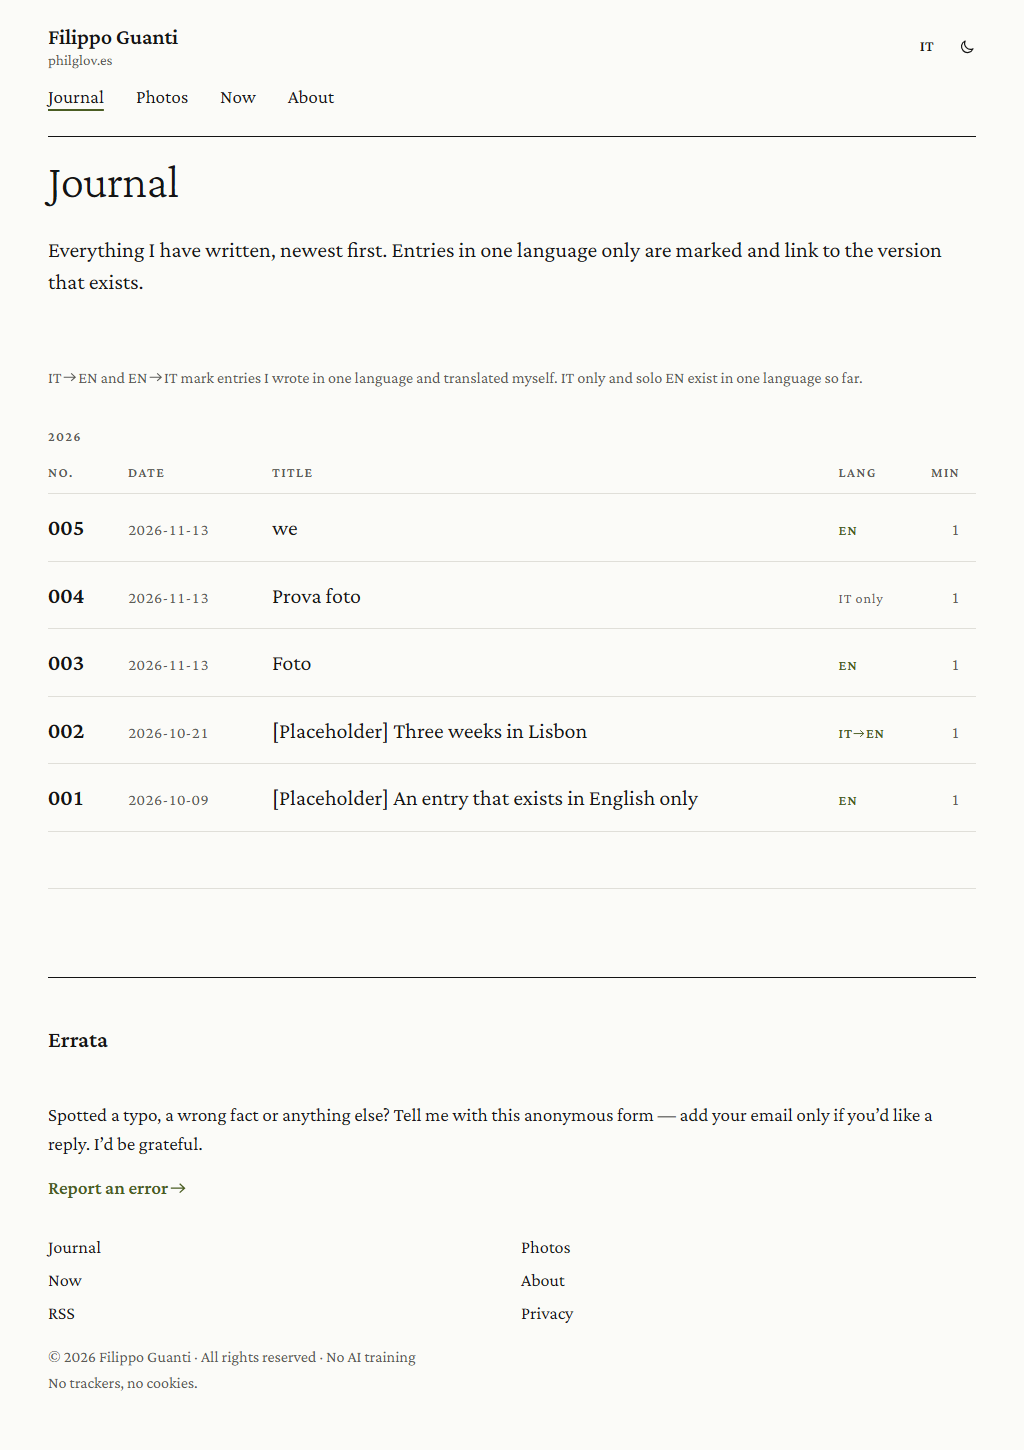 Filippo Guanti
philglov.es
IT
Journal Photos Now About
Journal
Everything I have written, newest first. Entries in one language only are marked and link to the version
that exists.
IT→EN and EN→IT mark entries I wrote in one language and translated myself. IT only and solo EN exist in one language so far.
2026
NO. DATE TITLE LANG MIN
005 2026-11-13 we EN 1
004 2026-11-13 Prova foto IT only 1
003 2026-11-13 Foto EN 1
002 2026-10-21 [Placeholder] Three weeks in Lisbon IT→EN 1
001 2026-10-09 [Placeholder] An entry that exists in English only EN 1
Errata
Spotted a typo, a wrong fact or anything else? Tell me with this anonymous form — add your email only if you’d like a
reply. I’d be grateful.
Report an error→
Journal Photos
Now About
RSS Privacy
© 2026 Filippo Guanti · All rights reserved · No AI training
No trackers, no cookies.